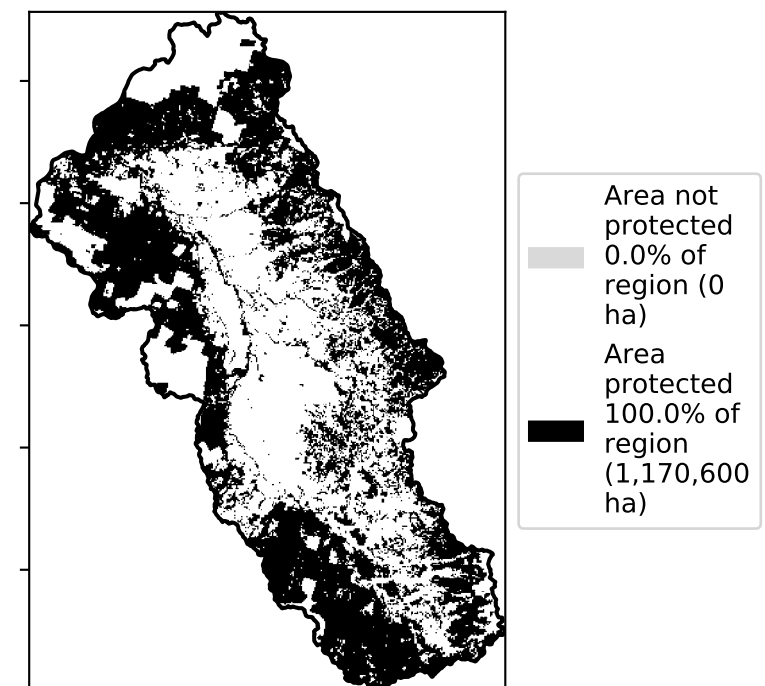 Area not
protected
0.0% of
region (0
ha)
Area
protected
100.0% of
region
(1,170,600
ha)